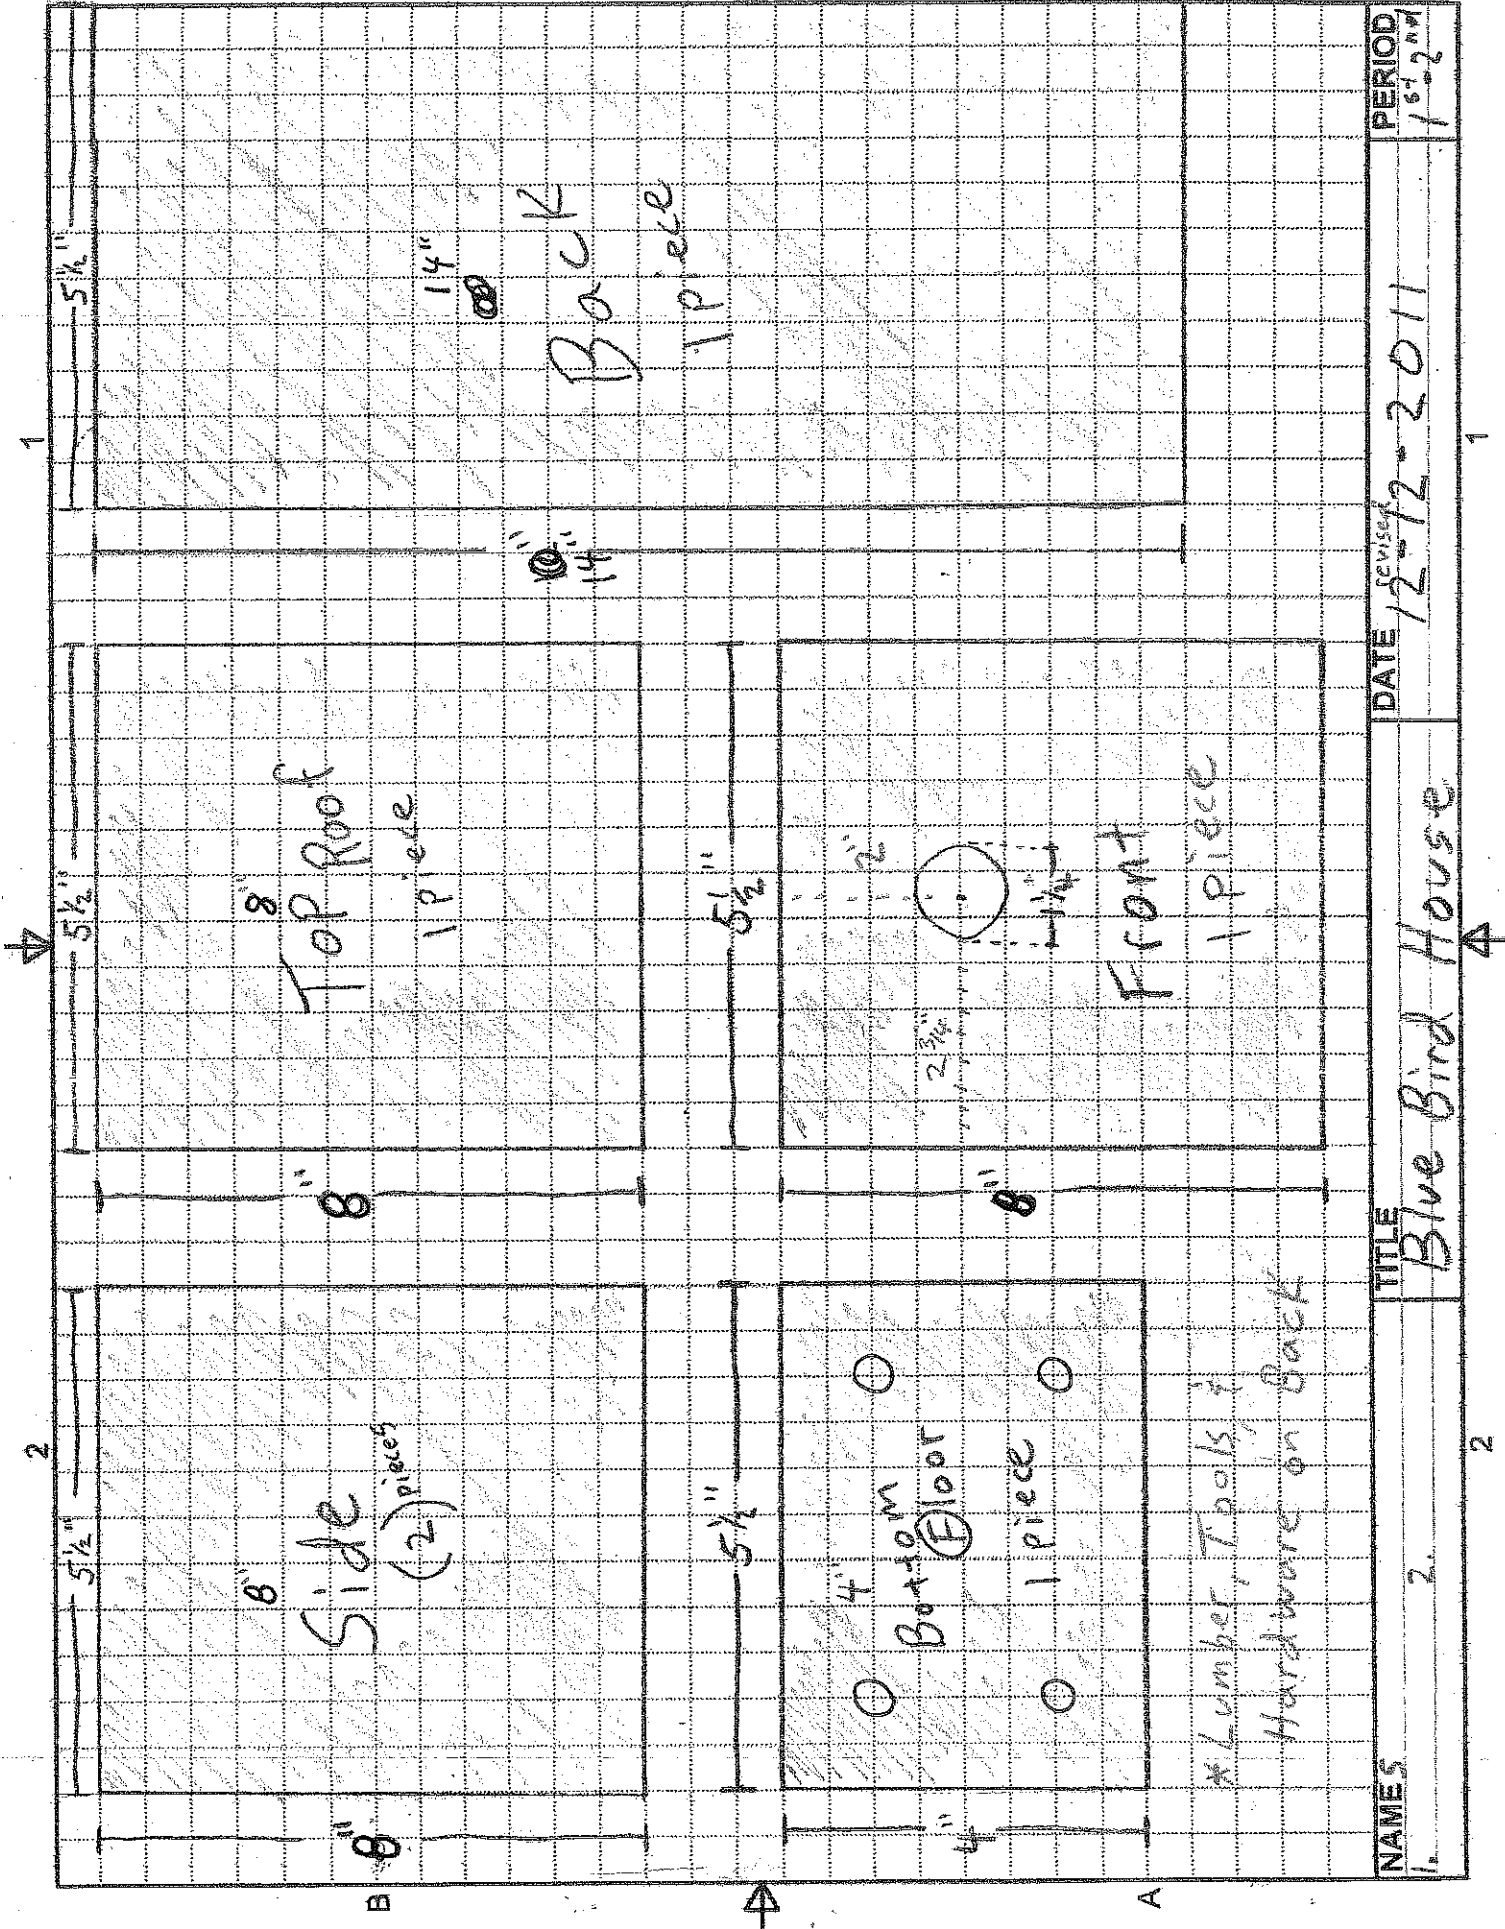 2
1
5½"
5½"
5½"
8"
8"
Side
(2) pieces
8"
8"
Top Roof
1 piece
14"
14"
Back
1 piece
B
5½"
5½"
4"
4"
Bottom
Floor
1 piece
8"
2"
2¾"
1¼"
Front
1 piece
A
* Lumber, Tools, &
Hardware on Back
NAMES
1.
2.
TITLE
Blue Bird House
DATE revised
12-12-2011
PERIOD
1st-2nd
2
1